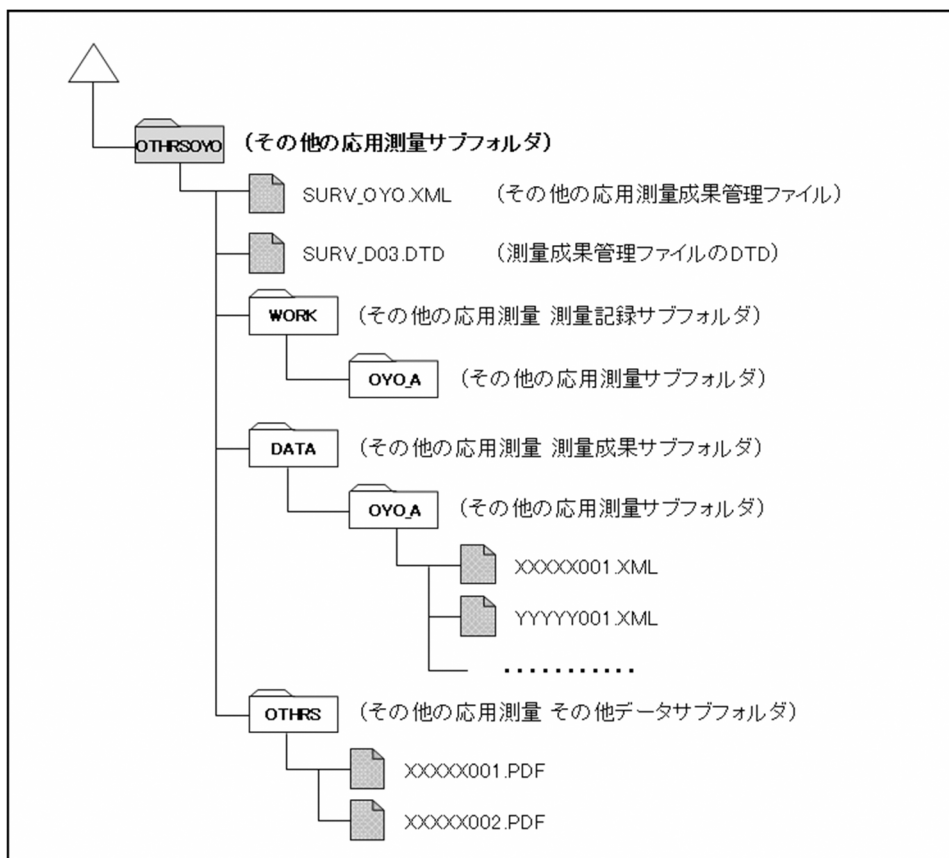 OTHRSOYO (その他の応用測量サブフォルダ)
SURV_OYO.XML (その他の応用測量成果管理ファイル)
SURV_D03.DTD (測量成果管理ファイルのDTD)
WORK (その他の応用測量 測量記録サブフォルダ)
OYO_A (その他の応用測量サブフォルダ)
DATA (その他の応用測量 測量成果サブフォルダ)
OYO_A (その他の応用測量サブフォルダ)
XXXXX001.XML
YYYYY001.XML
・・・・・・・・・・・
OTHRS (その他の応用測量 その他データサブフォルダ)
XXXXX001.PDF
XXXXX002.PDF